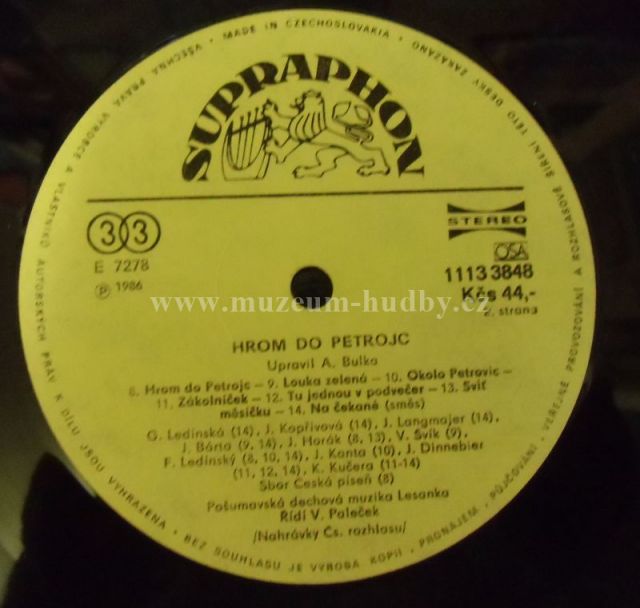 VŠECHNA PRÁVA VÝROBCE A VLASTNÍKŮ AUTORSKÝCH PRÁV K DÍLU JSOU VYHRAZENA • BEZ SOUHLASU JE VÝROBA KOPIÍ • PRONÁJEM • PŮJČOVÁNÍ • VEŘEJNÉ PROVOZOVÁNÍ A ROZHLASOVÉ ŠÍŘENÍ TÉTO DESKY ZAKÁZÁNO • MADE IN CZECHOSLOVAKIA •
SUPRAPHON
33
STEREO
E 7278
OSA
℗ 1986
1113 3848
Kčs 44,-
2. strana
www.muzeum-hudby.cz
HROM DO PETROJC
Upravil A. Bulka
8. Hrom do Petrojc – 9. Louka zelená – 10. Okolo Petrovic –
11. Zákolníček – 12. Tu jednou v podvečer – 13. Sviť
měsíčku – 14. Na čekané (směs)
G. Ledinská (14), J. Kopřivová (14), J. Langmajer (14),
J. Bárta (9, 14), J. Horák (8, 13), V. Švík (9),
F. Ledinský (8, 10, 14), J. Kanta (10), J. Dinnebier
(11, 12, 14), K. Kučera (11-14)
Sbor Česká píseň (8)
Pošumavská dechová muzika Lesanka
Řídí V. Paleček
/Nahrávky Čs. rozhlasu/